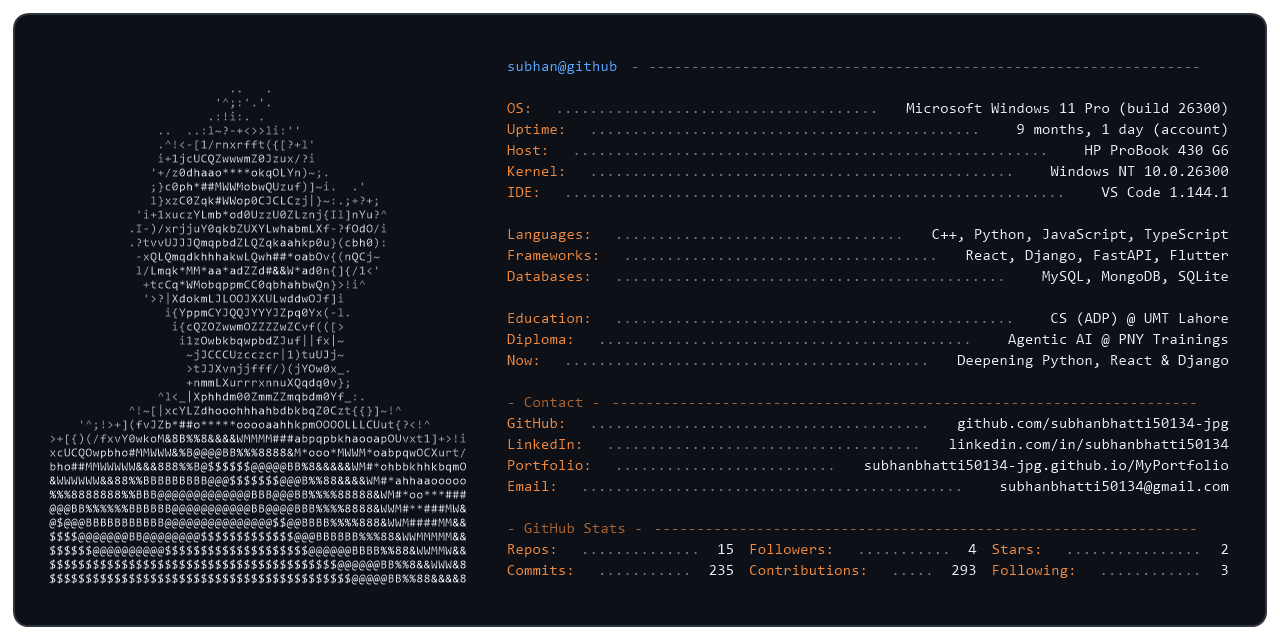 subhan@github - -----------------------------------------------------------------
OS: ...................................... Microsoft Windows 11 Pro (build 26300)
Uptime: .............................................. 9 months, 1 day (account)
Host: ........................................................ HP ProBook 430 G6
Kernel: .................................................. Windows NT 10.0.26300
IDE: ........................................................... VS Code 1.144.1
Languages: .................................. C++, Python, JavaScript, TypeScript
Frameworks: ..................................... React, Django, FastAPI, Flutter
Databases: .............................................. MySQL, MongoDB, SQLite
Education: ............................................... CS (ADP) @ UMT Lahore
Diploma: ......................................... Agentic AI @ PNY Trainings
Now: ........................................... Deepening Python, React & Django
- Contact - -----------------------------------------------------------------
GitHub: ........................................ github.com/subhanbhatti50134-jpg
LinkedIn: ....................................... linkedin.com/in/subhanbhatti50134
Portfolio: ............................. subhanbhatti50134-jpg.github.io/MyPortfolio
Email: ............................................. subhanbhatti50134@gmail.com
- GitHub Stats - -----------------------------------------------------------------
Repos: .............. 15 Followers: ............ 4 Stars: ................ 2
Commits: ........... 235 Contributions: ..... 293 Following: ............ 3